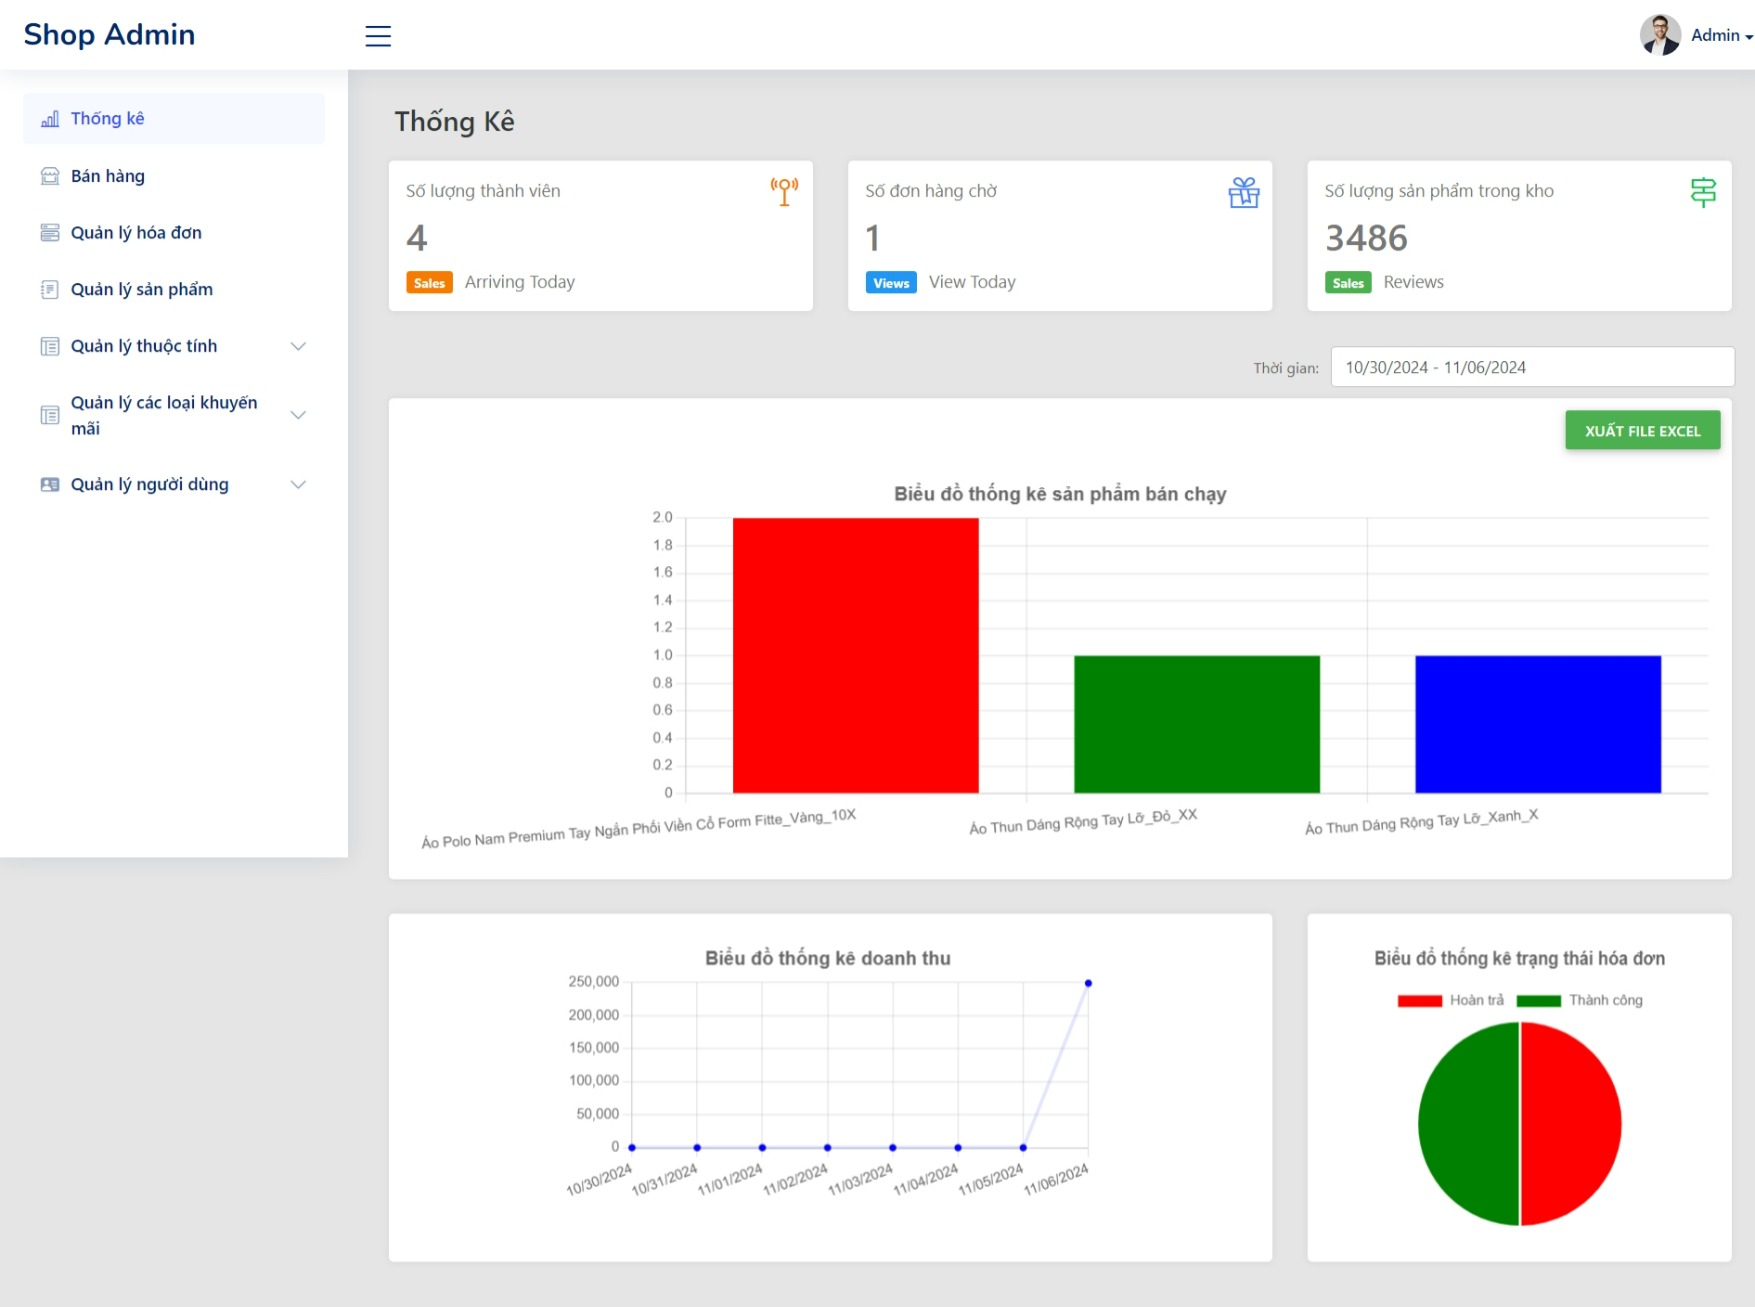 Shop Admin
Admin
Thống kê
Bán hàng
Quản lý hóa đơn
Quản lý sản phẩm
Quản lý thuộc tính
Quản lý các loại khuyến
mãi
Quản lý người dùng
Thống Kê
Số lượng thành viên
4
Sales Arriving Today
Số đơn hàng chờ
1
Views View Today
Số lượng sản phẩm trong kho
3486
Sales Reviews
Thời gian: 10/30/2024 - 11/06/2024
XUẤT FILE EXCEL
Biểu đồ thống kê sản phẩm bán chạy
2.0
1.8
1.6
1.4
1.2
1.0
0.8
0.6
0.4
0.2
0
Áo Polo Nam Premium Tay Ngắn Phối Viền Cổ Form Fitte_Vàng_10X
Áo Thun Dáng Rộng Tay Lỡ_Đỏ_XX
Áo Thun Dáng Rộng Tay Lỡ_Xanh_X
Biểu đồ thống kê doanh thu
250,000
200,000
150,000
100,000
50,000
0
10/30/2024
10/31/2024
11/01/2024
11/02/2024
11/03/2024
11/04/2024
11/05/2024
11/06/2024
Biểu đồ thống kê trạng thái hóa đơn
Hoàn trả
Thành công